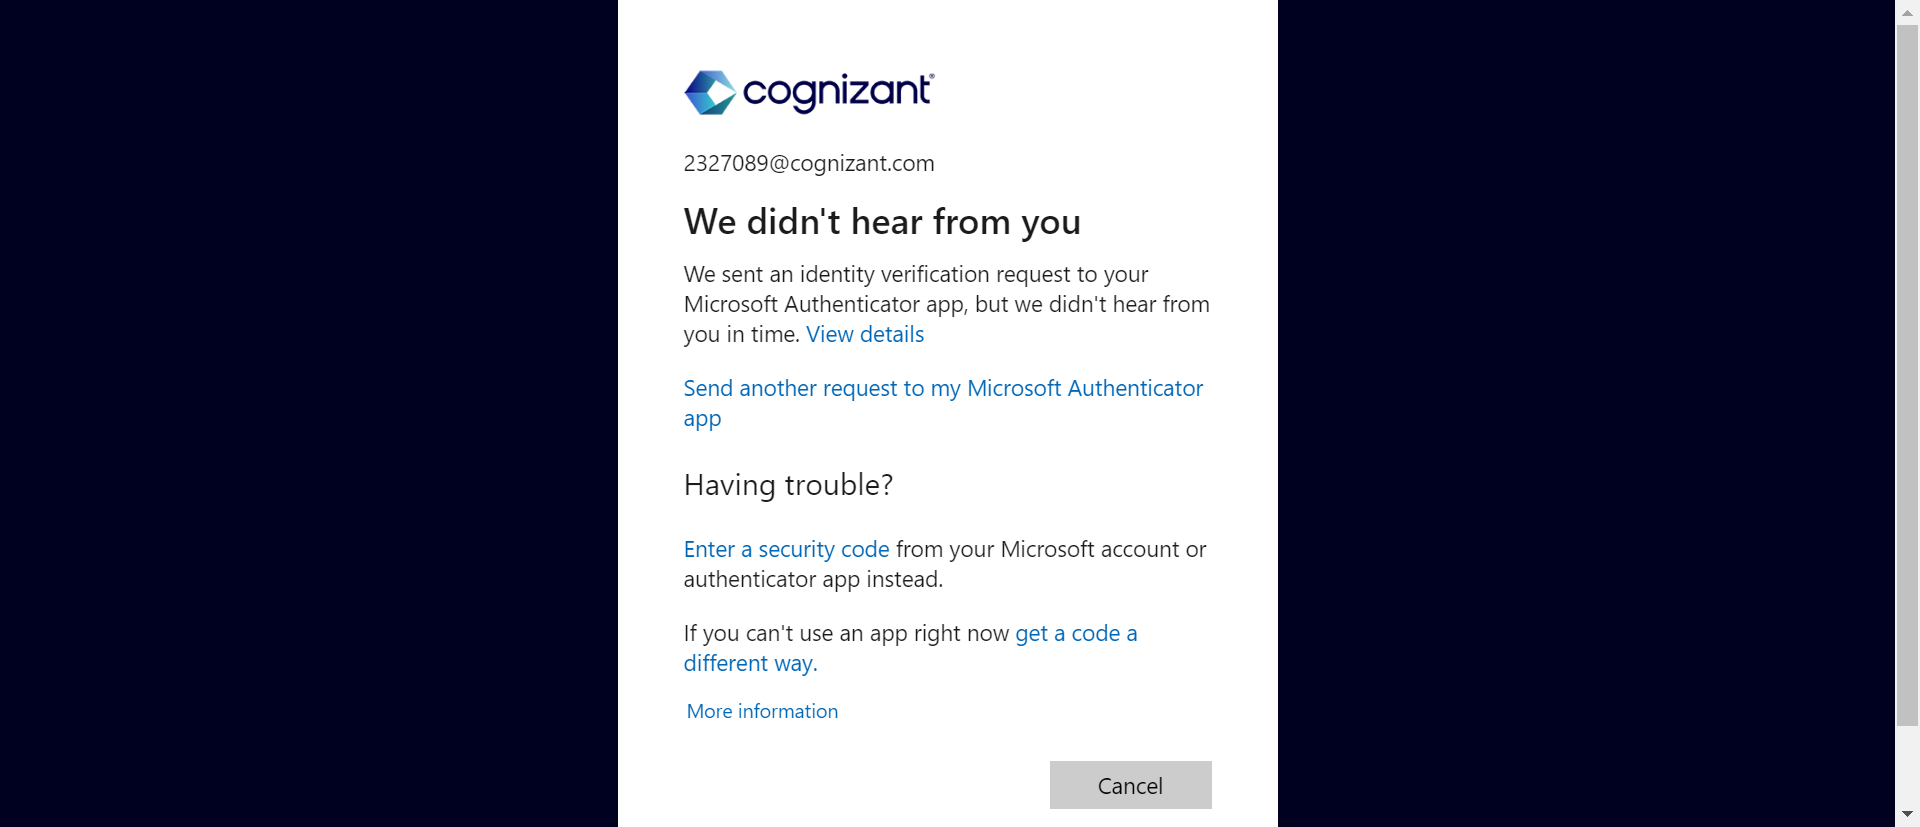 cognizant®
2327089@cognizant.com
We didn't hear from you
We sent an identity verification request to your
Microsoft Authenticator app, but we didn't hear from
you in time. View details
Send another request to my Microsoft Authenticator
app
Having trouble?
Enter a security code from your Microsoft account or
authenticator app instead.
If you can't use an app right now get a code a
different way.
More information
Cancel